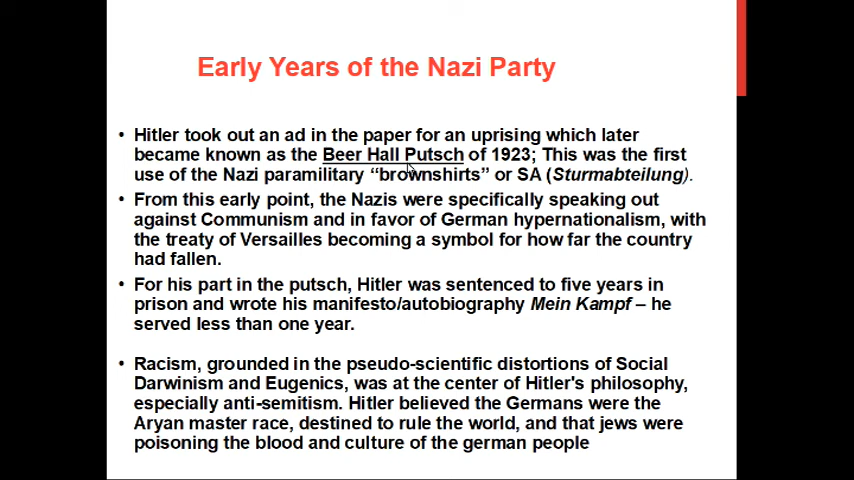 Early Years of the Nazi Party
• Hitler took out an ad in the paper for an uprising which later
became known as the Beer Hall Putsch of 1923; This was the first
use of the Nazi paramilitary “brownshirts” or SA (Sturmabteilung).
• From this early point, the Nazis were specifically speaking out
against Communism and in favor of German hypernationalism, with
the treaty of Versailles becoming a symbol for how far the country
had fallen.
• For his part in the putsch, Hitler was sentenced to five years in
prison and wrote his manifesto/autobiography Mein Kampf – he
served less than one year.
• Racism, grounded in the pseudo-scientific distortions of Social
Darwinism and Eugenics, was at the center of Hitler's philosophy,
especially anti-semitism. Hitler believed the Germans were the
Aryan master race, destined to rule the world, and that jews were
poisoning the blood and culture of the german people